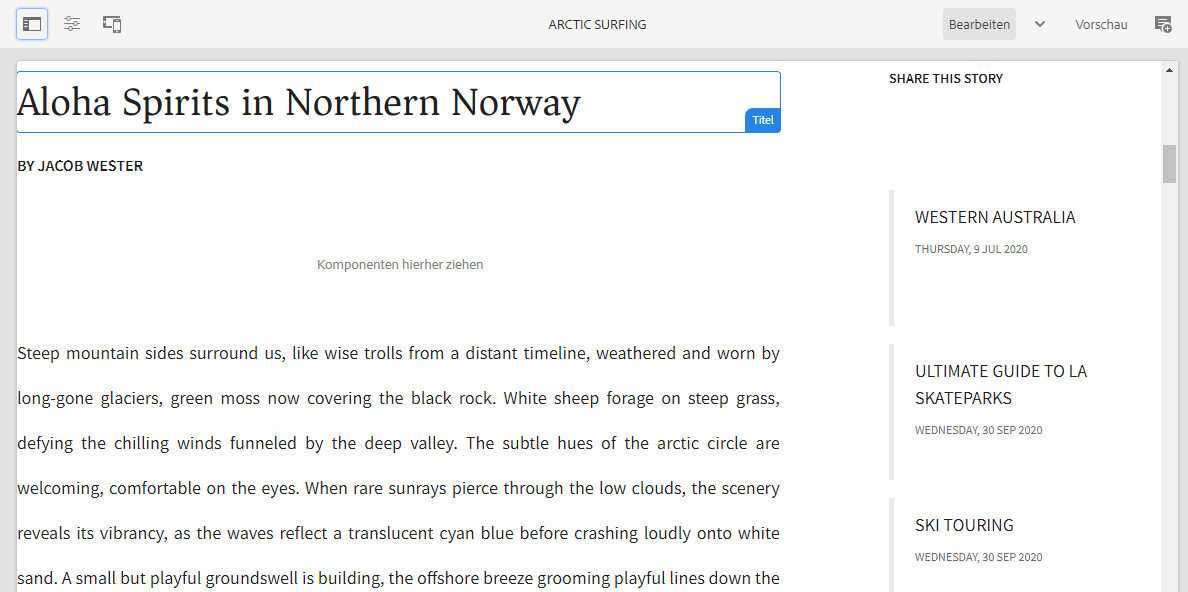 ARCTIC SURFING
Bearbeiten
Vorschau
Aloha Spirits in Northern Norway
Titel
BY JACOB WESTER
Komponenten hierher ziehen
Steep mountain sides surround us, like wise trolls from a distant timeline, weathered and worn by
long-gone glaciers, green moss now covering the black rock. White sheep forage on steep grass,
defying the chilling winds funneled by the deep valley. The subtle hues of the arctic circle are
welcoming, comfortable on the eyes. When rare sunrays pierce through the low clouds, the scenery
reveals its vibrancy, as the waves reflect a translucent cyan blue before crashing loudly onto white
sand. A small but playful groundswell is building, the offshore breeze grooming playful lines down the
SHARE THIS STORY
WESTERN AUSTRALIA
THURSDAY, 9 JUL 2020
ULTIMATE GUIDE TO LA
SKATEPARKS
WEDNESDAY, 30 SEP 2020
SKI TOURING
WEDNESDAY, 30 SEP 2020